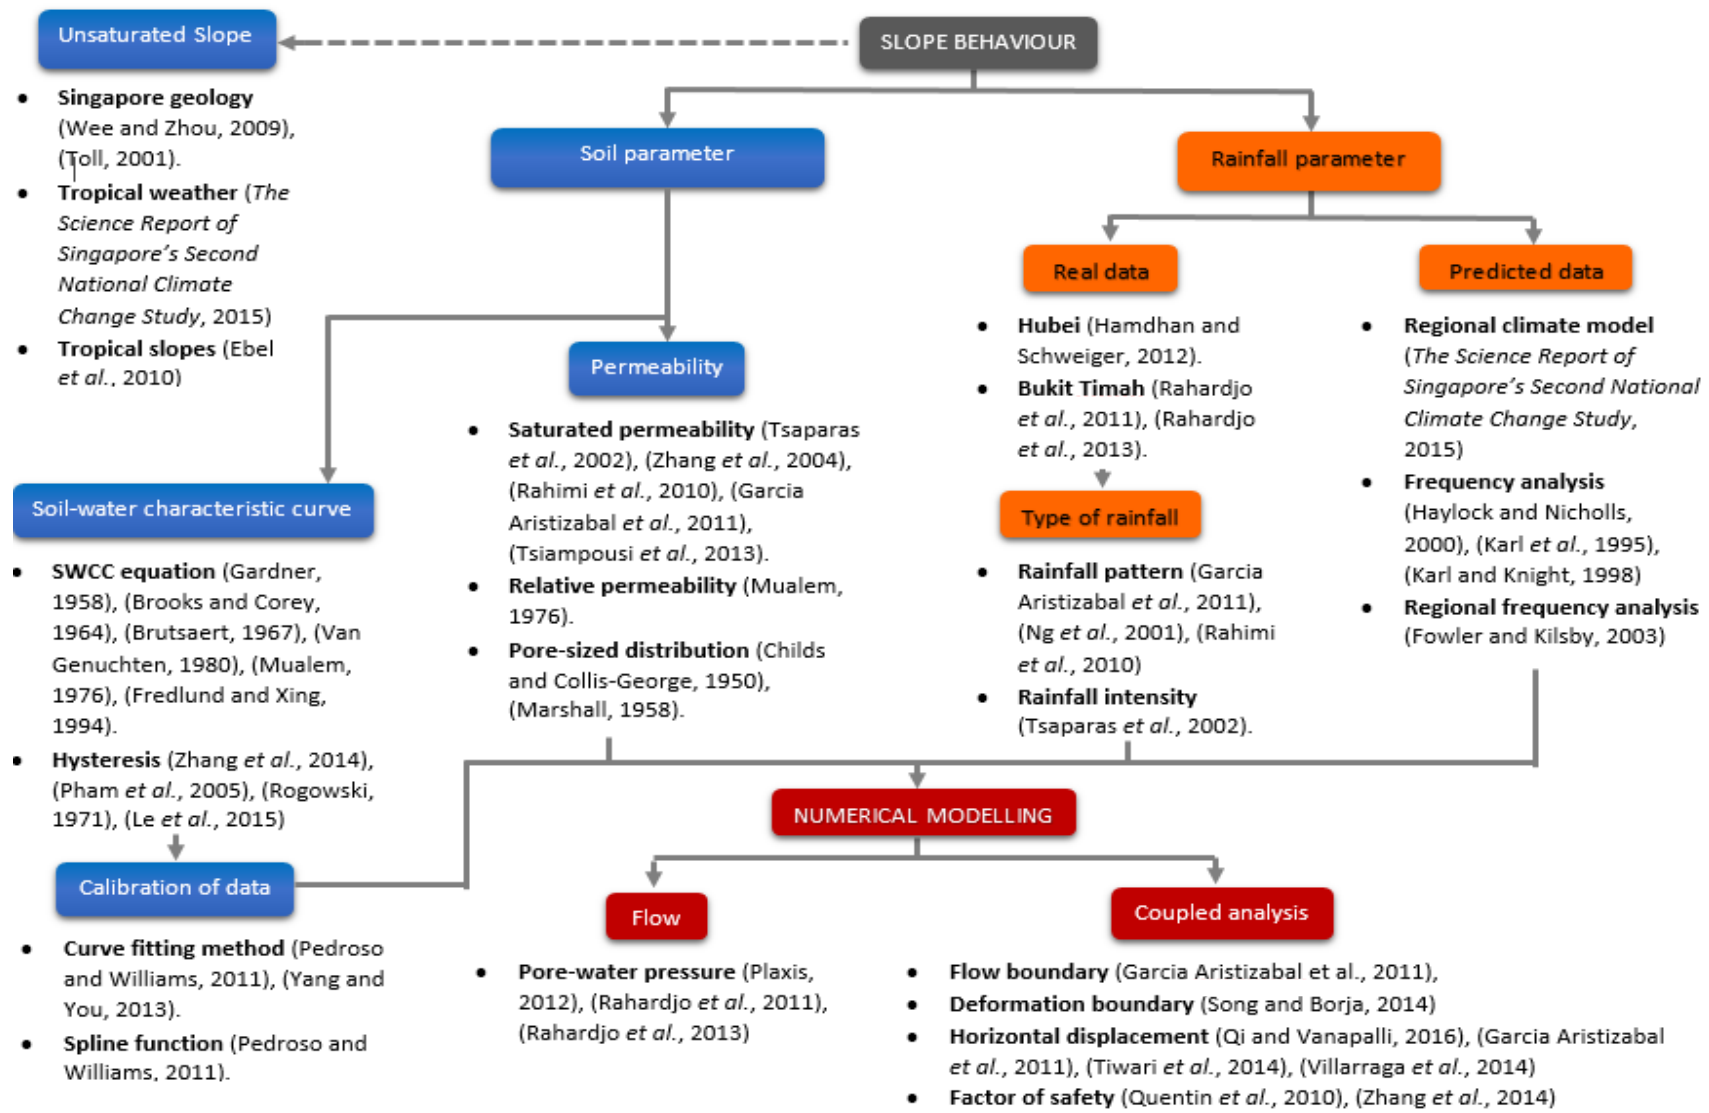 SLOPE BEHAVIOUR
Unsaturated Slope
• Singapore geology
(Wee and Zhou, 2009),
(Toll, 2001).
• Tropical weather (The
Science Report of
Singapore's Second
National Climate
Change Study, 2015)
• Tropical slopes (Ebel
et al., 2010)
Soil parameter
Soil-water characteristic curve
• SWCC equation (Gardner,
1958), (Brooks and Corey,
1964), (Brutsaert, 1967), (Van
Genuchten, 1980), (Mualem,
1976), (Fredlund and Xing,
1994).
• Hysteresis (Zhang et al., 2014),
(Pham et al., 2005), (Rogowski,
1971), (Le et al., 2015)
Calibration of data
• Curve fitting method (Pedroso
and Williams, 2011), (Yang and
You, 2013).
• Spline function (Pedroso and
Williams, 2011).
Permeability
• Saturated permeability (Tsaparas
et al., 2002), (Zhang et al., 2004),
(Rahimi et al., 2010), (Garcia
Aristizabal et al., 2011),
(Tsiampousi et al., 2013).
• Relative permeability (Mualem,
1976).
• Pore-sized distribution (Childs
and Collis-George, 1950),
(Marshall, 1958).
Rainfall parameter
Real data
• Hubei (Hamdhan and
Schweiger, 2012).
• Bukit Timah (Rahardjo
et al., 2011), (Rahardjo
et al., 2013).
Type of rainfall
• Rainfall pattern (Garcia
Aristizabal et al., 2011),
(Ng et al., 2001), (Rahimi
et al., 2010)
• Rainfall intensity
(Tsaparas et al., 2002).
Predicted data
• Regional climate model
(The Science Report of
Singapore's Second National
Climate Change Study,
2015)
• Frequency analysis
(Haylock and Nicholls,
2000), (Karl et al., 1995),
(Karl and Knight, 1998)
• Regional frequency analysis
(Fowler and Kilsby, 2003)
NUMERICAL MODELLING
Flow
• Pore-water pressure (Plaxis,
2012), (Rahardjo et al., 2011),
(Rahardjo et al., 2013)
Coupled analysis
• Flow boundary (Garcia Aristizabal et al., 2011),
• Deformation boundary (Song and Borja, 2014)
• Horizontal displacement (Qi and Vanapalli, 2016), (Garcia Aristizabal
et al., 2011), (Tiwari et al., 2014), (Villarraga et al., 2014)
• Factor of safety (Quentin et al., 2010), (Zhang et al., 2014)